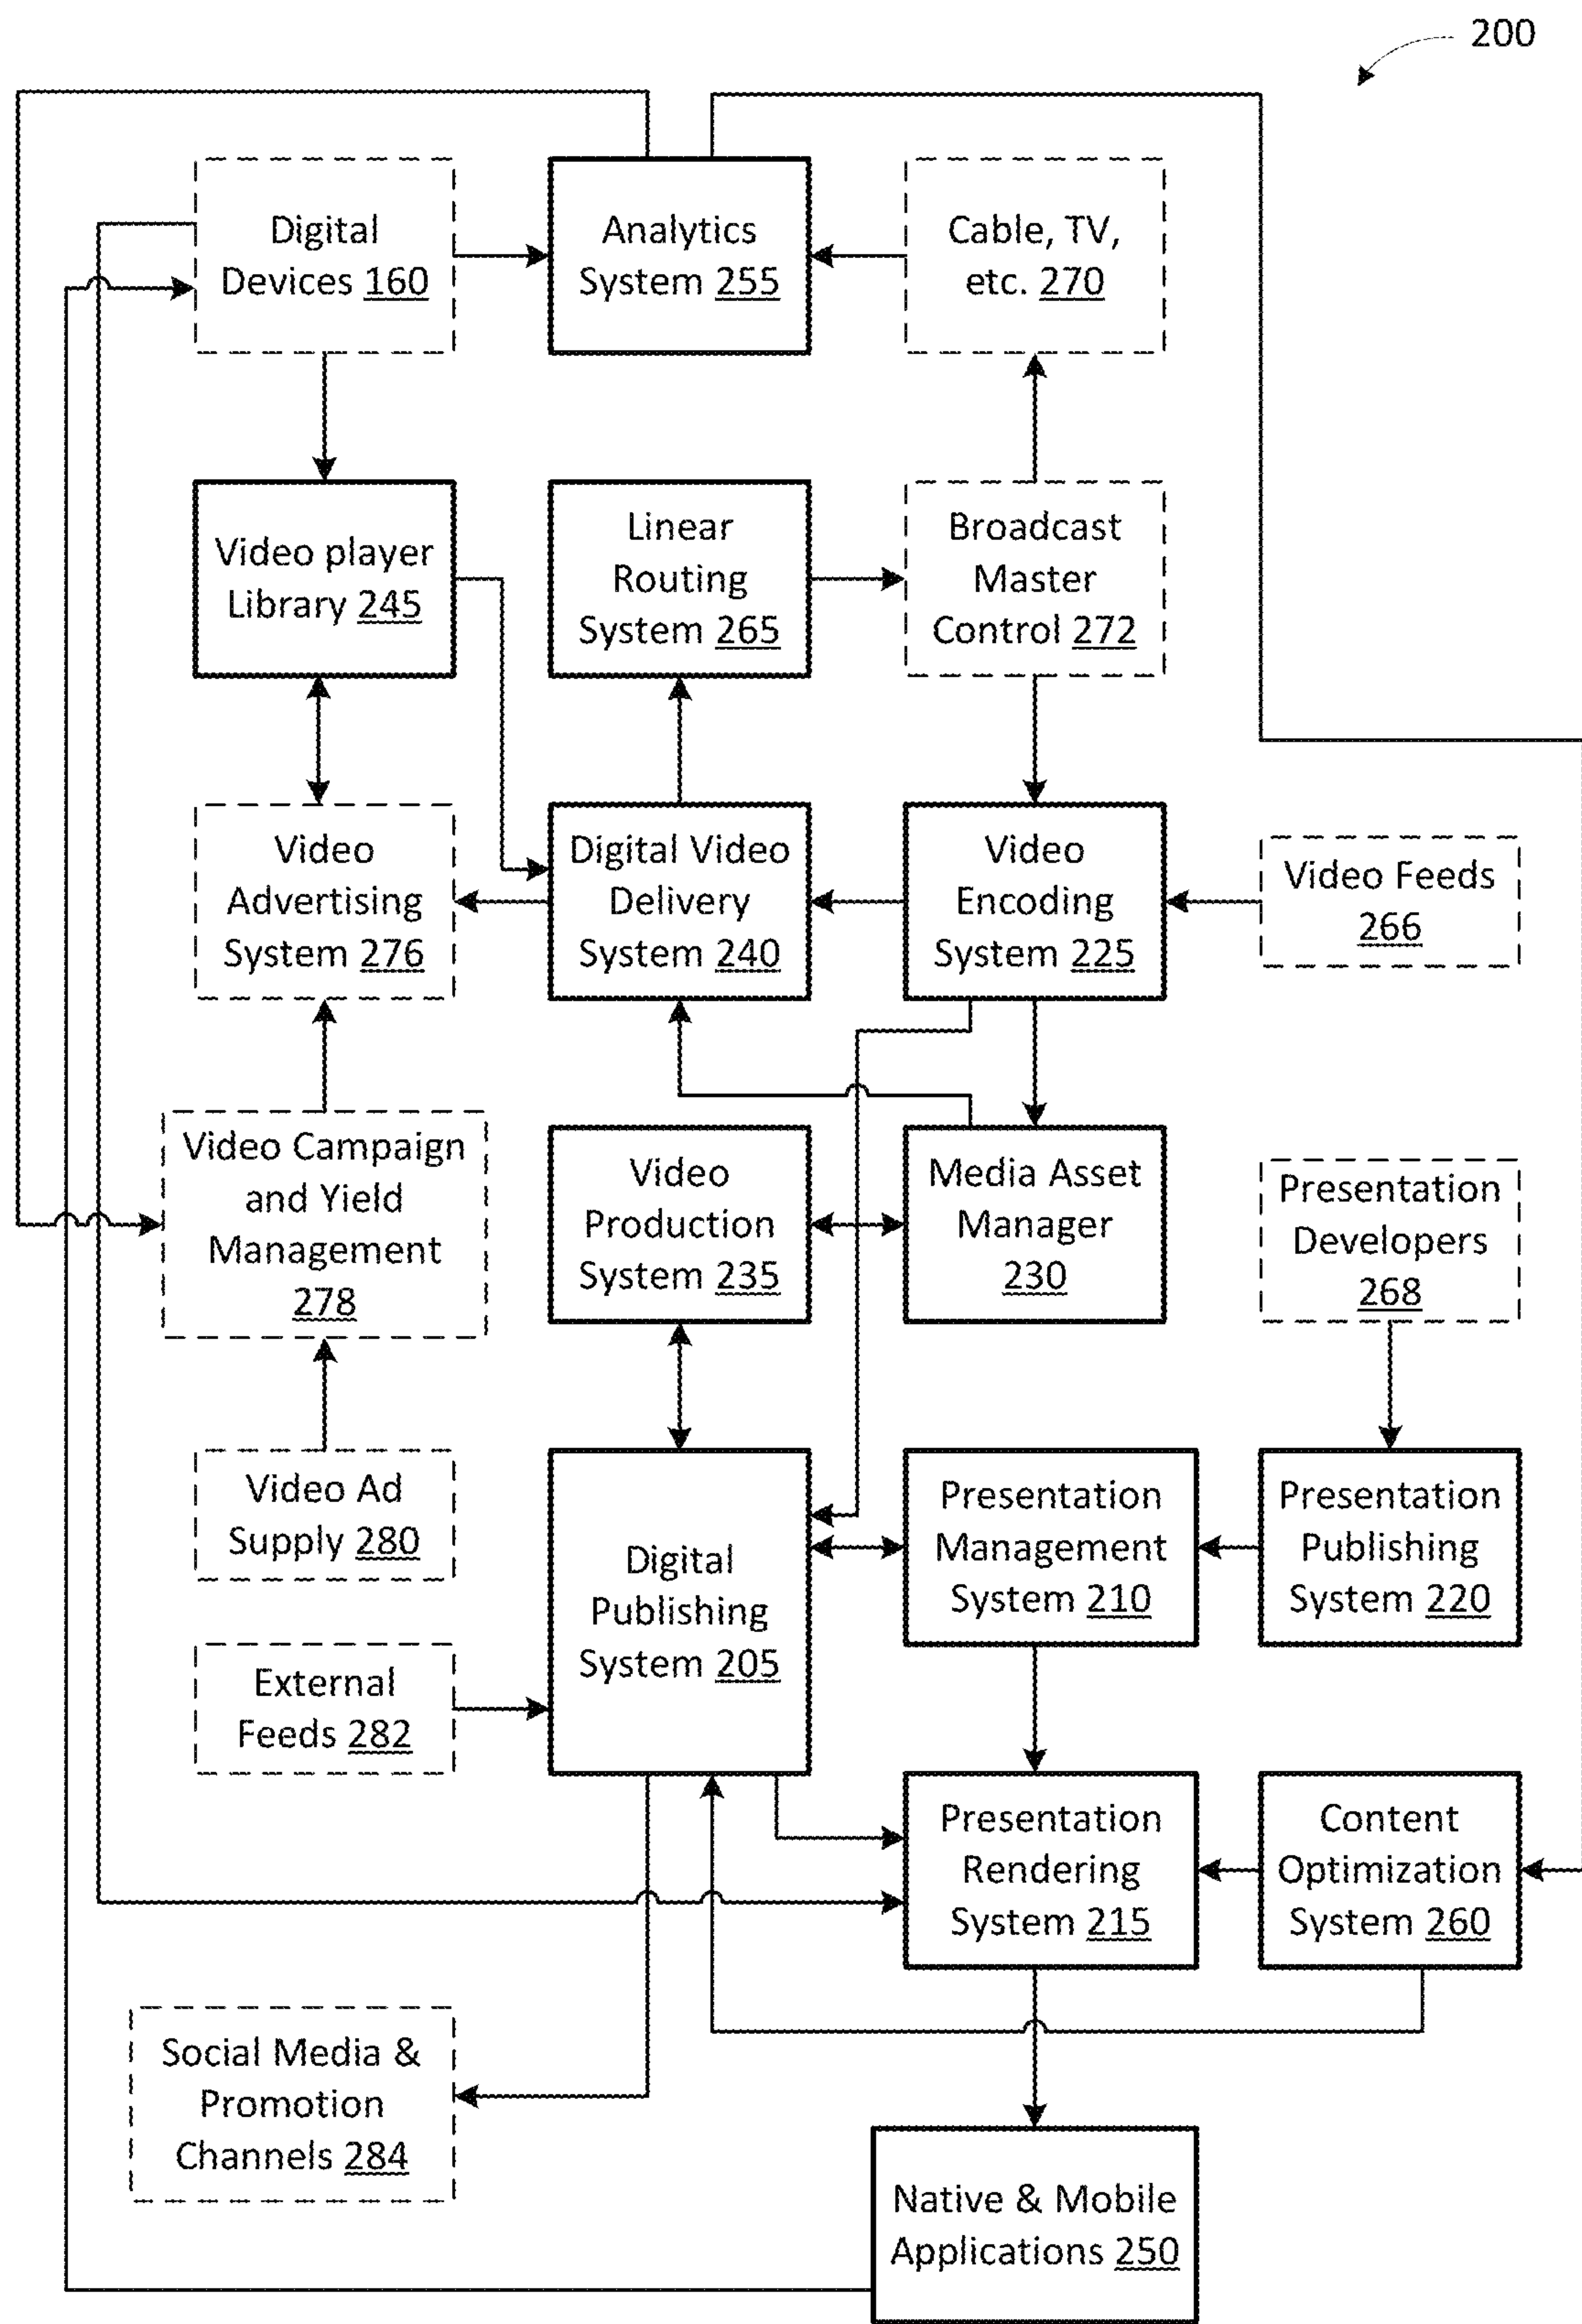 200
Digital
Devices 160
Analytics
System 255
Cable, TV,
etc. 270
Video player
Library 245
Linear
Routing
System 265
Broadcast
Master
Control 272
Video
Advertising
System 276
Digital Video
Delivery
System 240
Video
Encoding
System 225
Video Feeds
266
Video Campaign
and Yield
Management
278
Video
Production
System 235
Media Asset
Manager
230
Presentation
Developers
268
Video Ad
Supply 280
Digital
Publishing
System 205
Presentation
Management
System 210
Presentation
Publishing
System 220
External
Feeds 282
Presentation
Rendering
System 215
Content
Optimization
System 260
Social Media &
Promotion
Channels 284
Native & Mobile
Applications 250